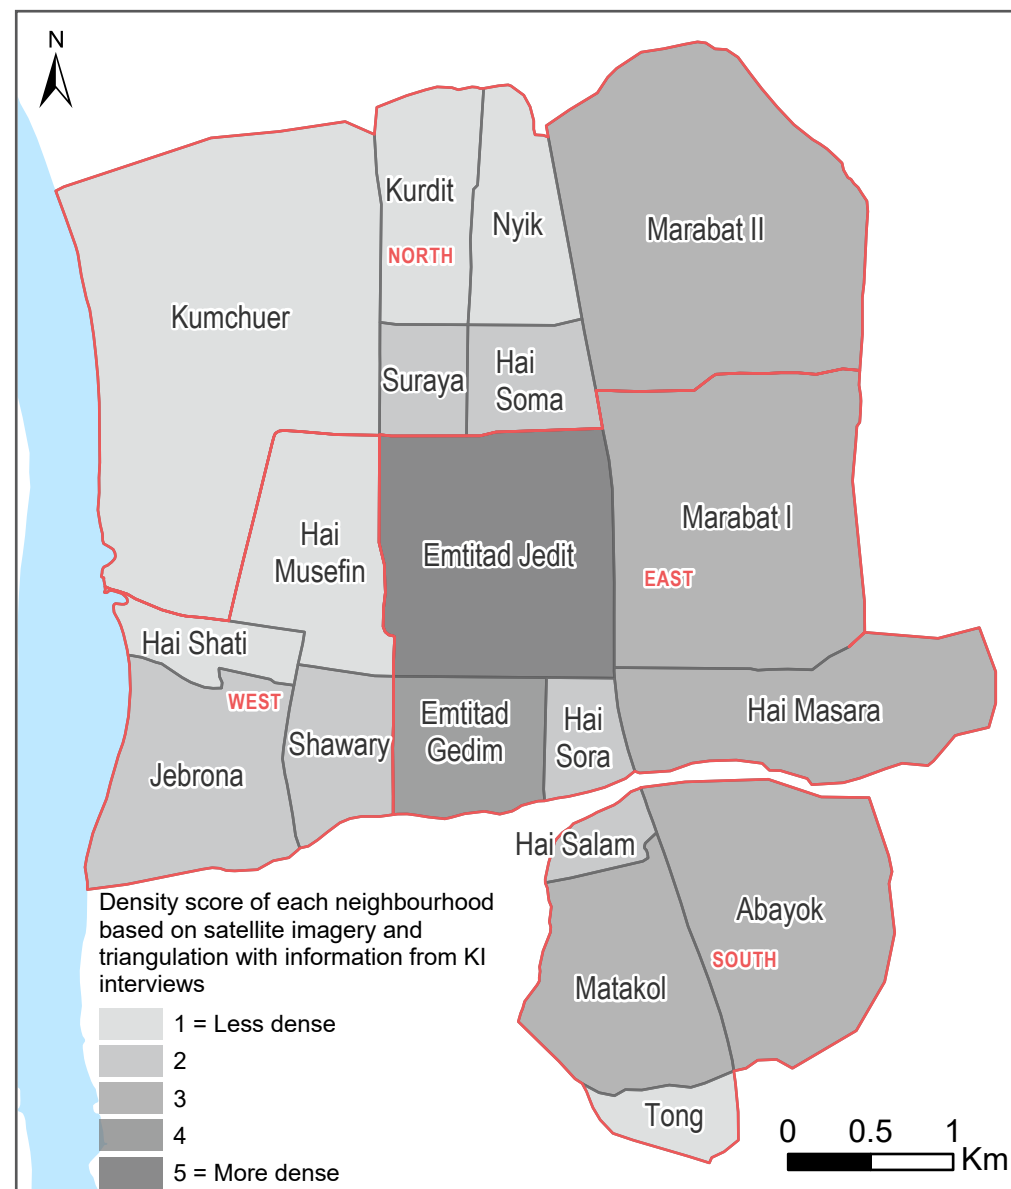 N
Kurdit
Nyik
Marabat II
NORTH
Kumchuer
Suraya
Hai
Soma
Marabat I
Hai
Musefin
Emtitad Jedit
EAST
Hai Shati
WEST
Hai Masara
Emtitad
Gedim
Hai
Sora
Shawary
Jebrona
Hai Salam
Abayok
SOUTH
Matakol
Tong
Density score of each neighbourhood
based on satellite imagery and
triangulation with information from KI
interviews
1 = Less dense
2
3
4
5 = More dense
0 0.5 1
Km